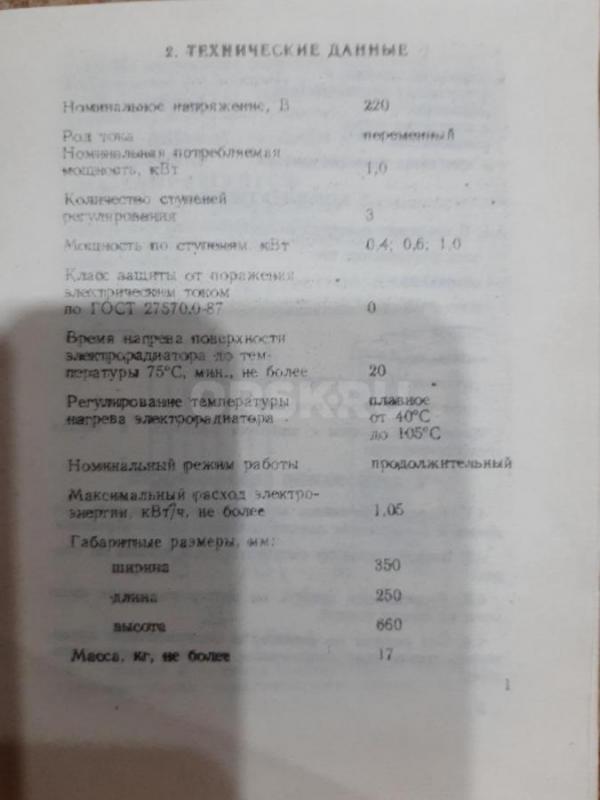 2. ТЕХНИЧЕСКИЕ ДАННЫЕ
Номинальное напряжение, В 220
Род тока переменный
Номинальная потребляемая
мощность, кВт 1,0
Количество ступеней
регулирования 3
Мощность по ступеням, кВт 0,4; 0,6; 1,0
Класс защиты от поражения
электрическим током
по ГОСТ 27570.0-87 0
Время нагрева поверхности
электрорадиатора до тем-
пературы 75°С, мин., не более 20
Регулирование температуры плавное
нагрева электрорадиатора от 40°С
до 105°С
Номинальный режим работы продолжительный
Максимальный расход электро-
энергии, кВт/ч, не более 1,05
Габаритные размеры, мм:
ширина 350
длина 250
высота 660
Масса, кг, не более 17
1
ORSK.RU